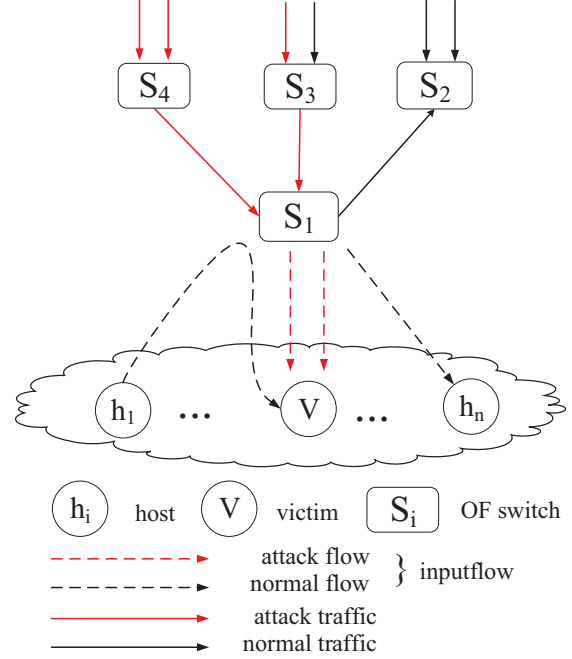 S4 S3 S2
S1
h1 ... V ... hn
hi host V victim Si OF switch
attack flow
normal flow } inputflow
attack traffic
normal traffic